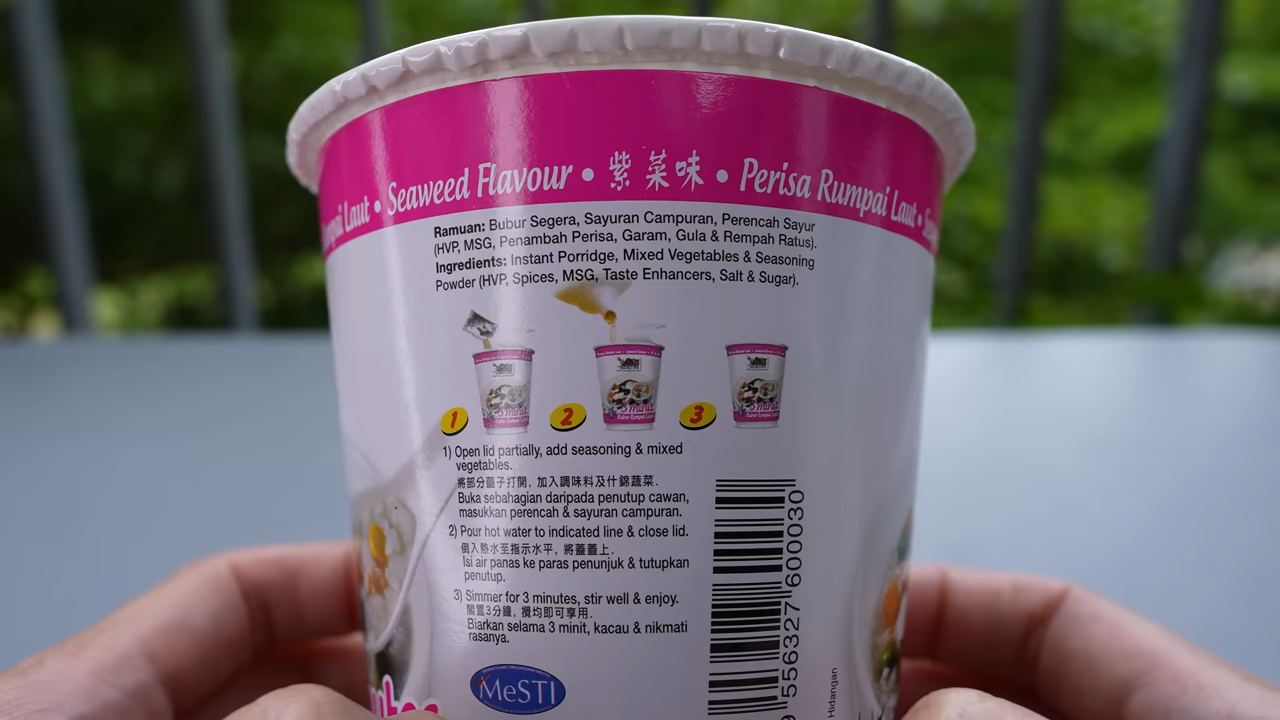 Laut • Seaweed Flavour • 紫菜味 • Perisa Rumpai Laut •
Ramuan: Bubur Segera, Sayuran Campuran, Perencah Sayur
(HVP, MSG, Penambah Perisa, Garam, Gula & Rempah Ratus).
Ingredients: Instant Porridge, Mixed Vegetables & Seasoning
Powder (HVP, Spices, MSG, Taste Enhancers, Salt & Sugar).
1
2
3
1) Open lid partially, add seasoning & mixed
vegetables.
將部分蓋子打開, 加入調味料及什錦蔬菜.
Buka sebahagian daripada penutup cawan,
masukkan perencah & sayuran campuran.
2) Pour hot water to indicated line & close lid.
倒入熱水至指示水平, 將蓋蓋上.
Isi air panas ke paras penunjuk & tutupkan
penutup.
3) Simmer for 3 minutes, stir well & enjoy.
擱置3分鐘, 攪均即可享用.
Biarkan selama 3 minit, kacau & nikmati
rasanya.
MeSTI
9 556327 600030
Hidangan